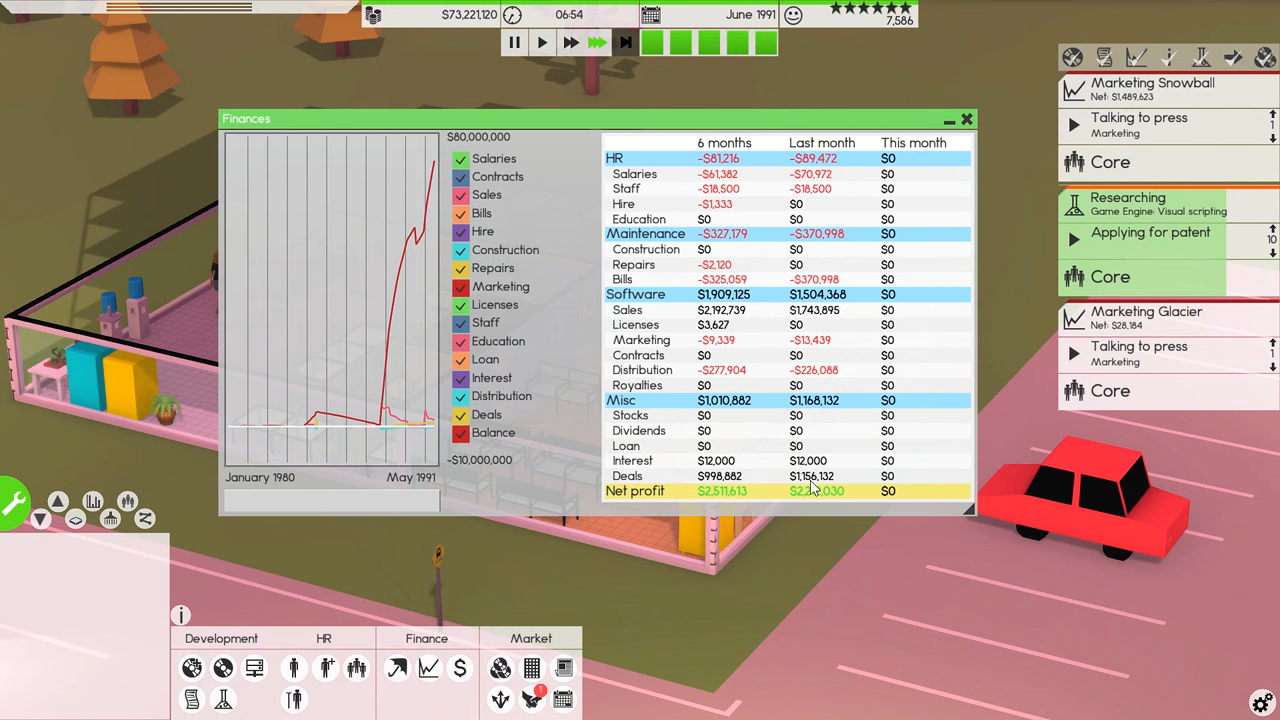 $73,221,120 06:54 June 1991 7,586
Finances
$80,000,000
Salaries
Contracts
Sales
Bills
Hire
Construction
Repairs
Marketing
Licenses
Staff
Education
Loan
Interest
Distribution
Deals
Balance
-$10,000,000
January 1980 May 1991
6 months Last month This month
HR -$81,216 -$89,472 $0
Salaries -$61,382 -$70,972 $0
Staff -$18,500 -$18,500 $0
Hire -$1,333 $0 $0
Education $0 $0 $0
Maintenance -$327,179 -$370,998 $0
Construction $0 $0 $0
Repairs -$2,120 $0 $0
Bills -$325,059 -$370,998 $0
Software $1,909,125 $1,504,368 $0
Sales $2,192,739 $1,743,895 $0
Licenses $3,627 $0 $0
Marketing -$9,339 -$13,439 $0
Contracts $0 $0 $0
Distribution -$277,904 -$226,088 $0
Royalties $0 $0 $0
Misc $1,010,882 $1,168,132 $0
Stocks $0 $0 $0
Dividends $0 $0 $0
Loan $0 $0 $0
Interest $12,000 $12,000 $0
Deals $998,882 $1,156,132 $0
Net profit $2,511,613 $0
Marketing Snowball
Net: $1,489,623
Talking to press
Marketing
1
Core
Researching
Game Engine: Visual scripting
Applying for patent
10
Core
Marketing Glacier
Net: $28,184
Talking to press
Marketing
1
Core
Development HR Finance Market
1